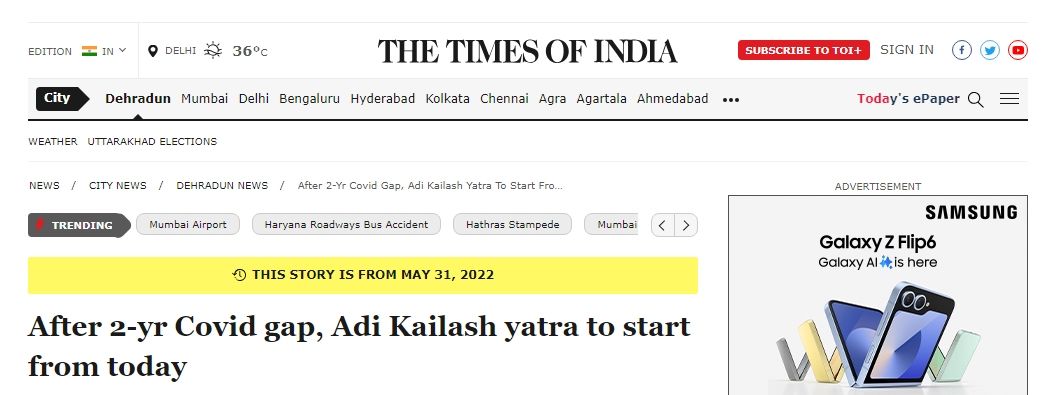 EDITION IN DELHI 36°C THE TIMES OF INDIA SUBSCRIBE TO TOI+ SIGN IN
City Dehradun Mumbai Delhi Bengaluru Hyderabad Kolkata Chennai Agra Agartala Ahmedabad ••• Today's ePaper
WEATHER UTTARAKHAD ELECTIONS
NEWS / CITY NEWS / DEHRADUN NEWS / After 2-Yr Covid Gap, Adi Kailash Yatra To Start Fro...
ADVERTISEMENT
TRENDING Mumbai Airport Haryana Roadways Bus Accident Hathras Stampede Mumbai
THIS STORY IS FROM MAY 31, 2022
After 2-yr Covid gap, Adi Kailash yatra to start
from today
SAMSUNG
Galaxy Z Flip6
Galaxy AI is here